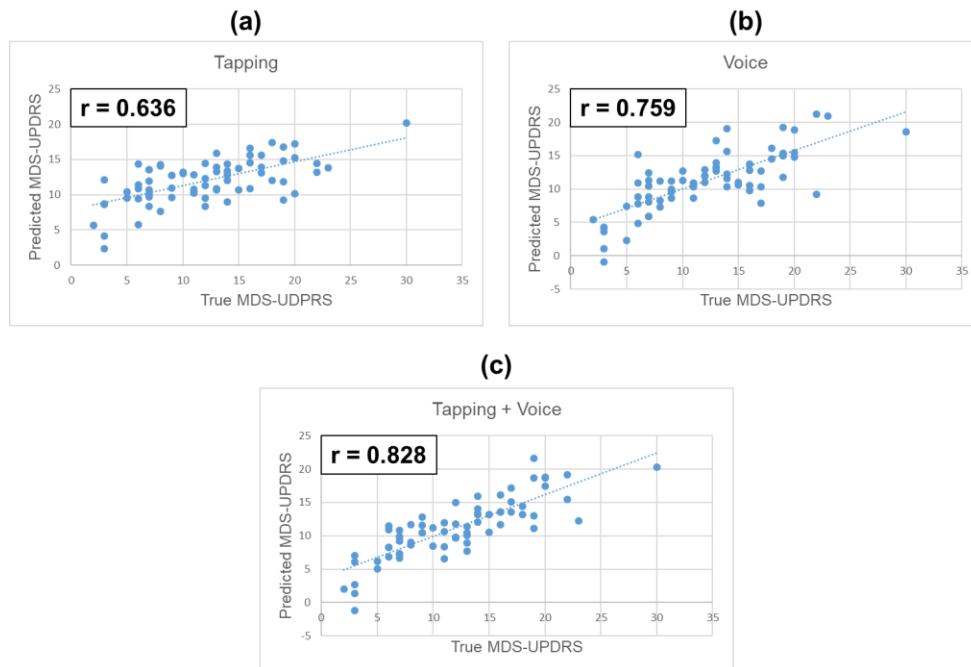 (a)
Tapping
r = 0.636
25
20
15
10
5
0
0 5 10 15 20 25 30 35
Predicted MDS-UPDRS
True MDS-UDPRS
(b)
Voice
r = 0.759
25
20
15
10
5
0
-5
0 5 10 15 20 25 30 35
Predicted MDS-UPDRS
True MDS-UPDRS
(c)
Tapping + Voice
r = 0.828
25
20
15
10
5
0
-5
0 5 10 15 20 25 30 35
Predicted MDS-UPDRS
True MDS-UPDRS